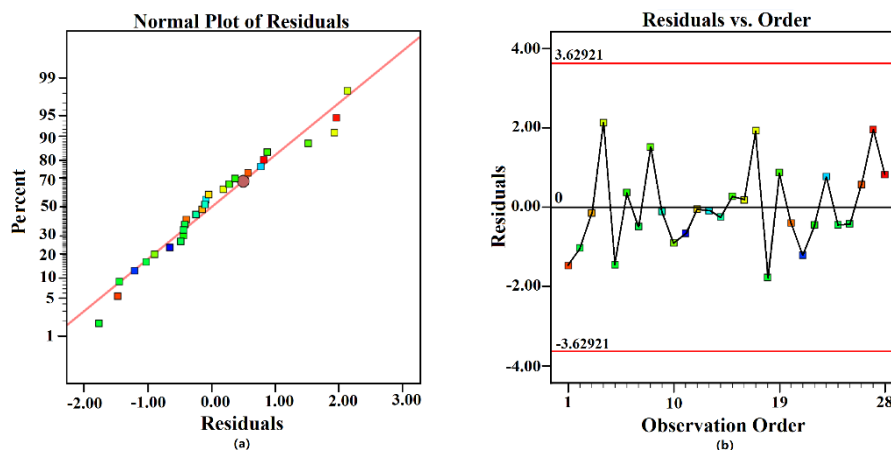 Normal Plot of Residuals
Percent
99
95
90
80
70
50
30
20
10
5
1
-2.00 -1.00 0.00 1.00 2.00 3.00
Residuals
(a)
Residuals vs. Order
Residuals
4.00
3.62921
2.00
0.00
0
-2.00
-3.62921
-4.00
1 10 19 28
Observation Order
(b)